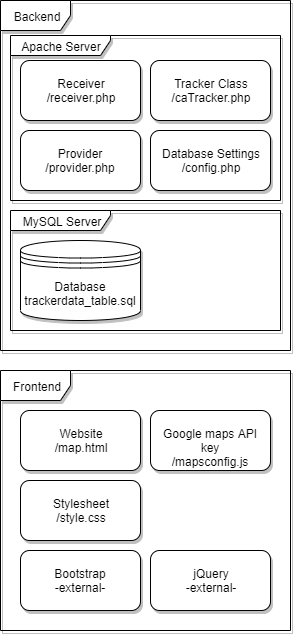 Backend
Apache Server
Receiver
/receiver.php
Tracker Class
/caTracker.php
Provider
/provider.php
Database Settings
/config.php
MySQL Server
Database
trackerdata_table.sql
Frontend
Website
/map.html
Google maps API
key
/mapsconfig.js
Stylesheet
/style.css
Bootstrap
-external-
jQuery
-external-